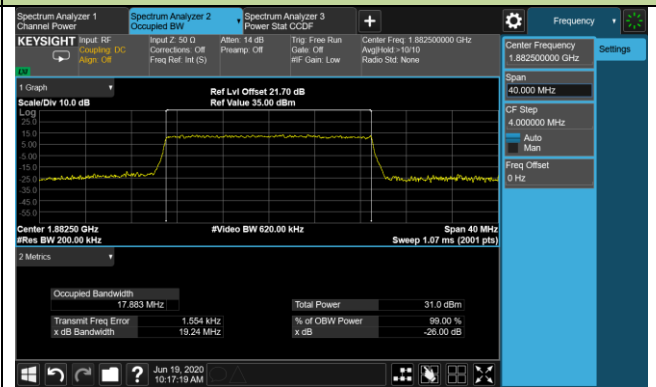 Spectrum Analyzer 1
Channel Power
Spectrum Analyzer 2
Occupied BW
Spectrum Analyzer 3
Power Stat CCDF
Frequency
KEYSIGHT
Input: RF
Coupling: DC
Align: Off
Input Z: 50 Ω
Corrections: Off
Freq Ref: Int (S)
Atten: 14 dB
Preamp: Off
Trig: Free Run
Gate: Off
#IF Gain: Low
Center Freq: 1.882500000 GHz
Avg|Hold:>10/10
Radio Std: None
Center Frequency
1.882500000 GHz
Settings
Span
40.000 MHz
CF Step
4.000000 MHz
Auto
Man
Freq Offset
0 Hz
1 Graph
Scale/Div 10.0 dB
Ref Lvl Offset 21.70 dB
Ref Value 35.00 dBm
Log
25.0
15.0
5.00
-5.00
-15.0
-25.0
-35.0
-45.0
-55.0
Center 1.88250 GHz
#Res BW 200.00 kHz
#Video BW 620.00 kHz
Span 40 MHz
Sweep 1.07 ms (2001 pts)
2 Metrics
Occupied Bandwidth
17.883 MHz
Total Power 31.0 dBm
Transmit Freq Error 1.554 kHz
% of OBW Power 99.00 %
x dB Bandwidth 19.24 MHz
x dB -26.00 dB
Jun 19, 2020
10:17:19 AM